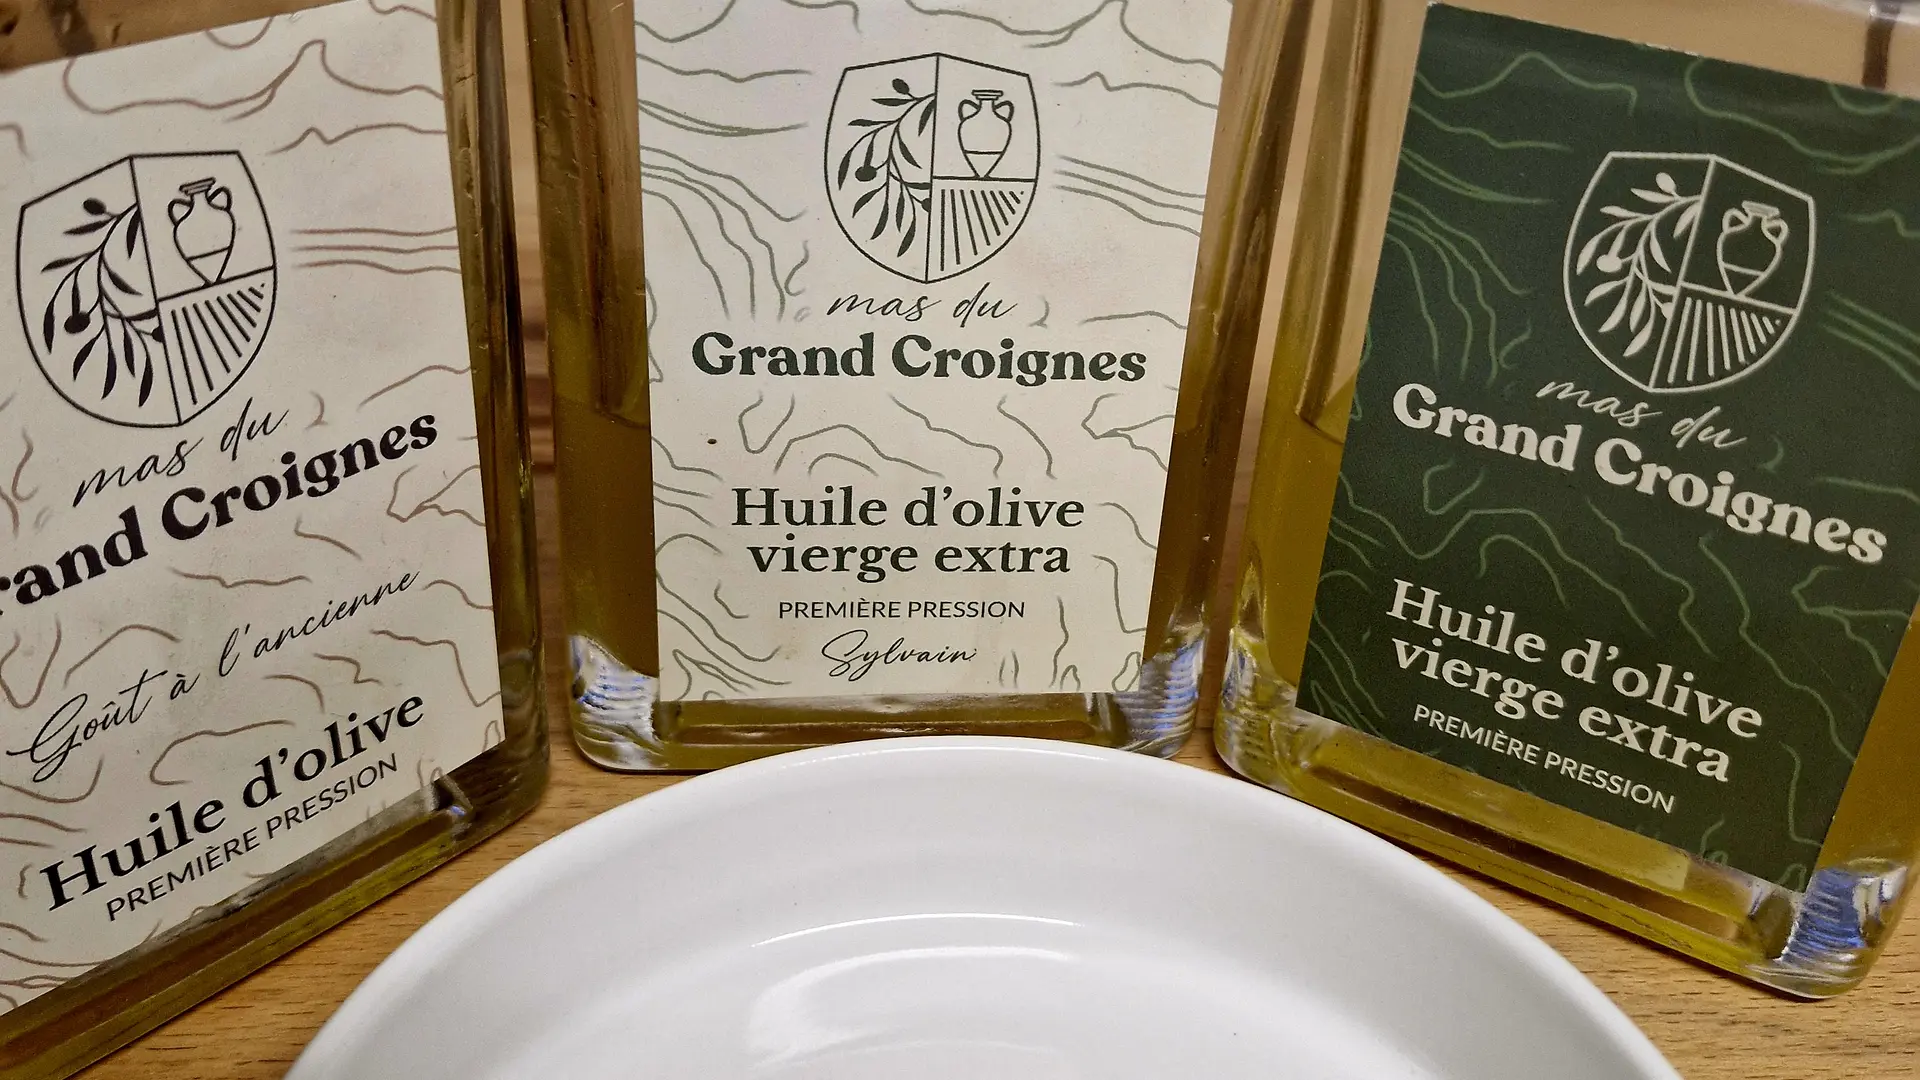 mas du
rand Croignes
Goût à l'ancienne
Huile d'olive
PREMIÈRE PRESSION
mas du
Grand Croignes
Huile d'olive
vierge extra
PREMIÈRE PRESSION
Sylvain
mas du
Grand Croignes
Huile d'olive
vierge extra
PREMIÈRE PRESSION